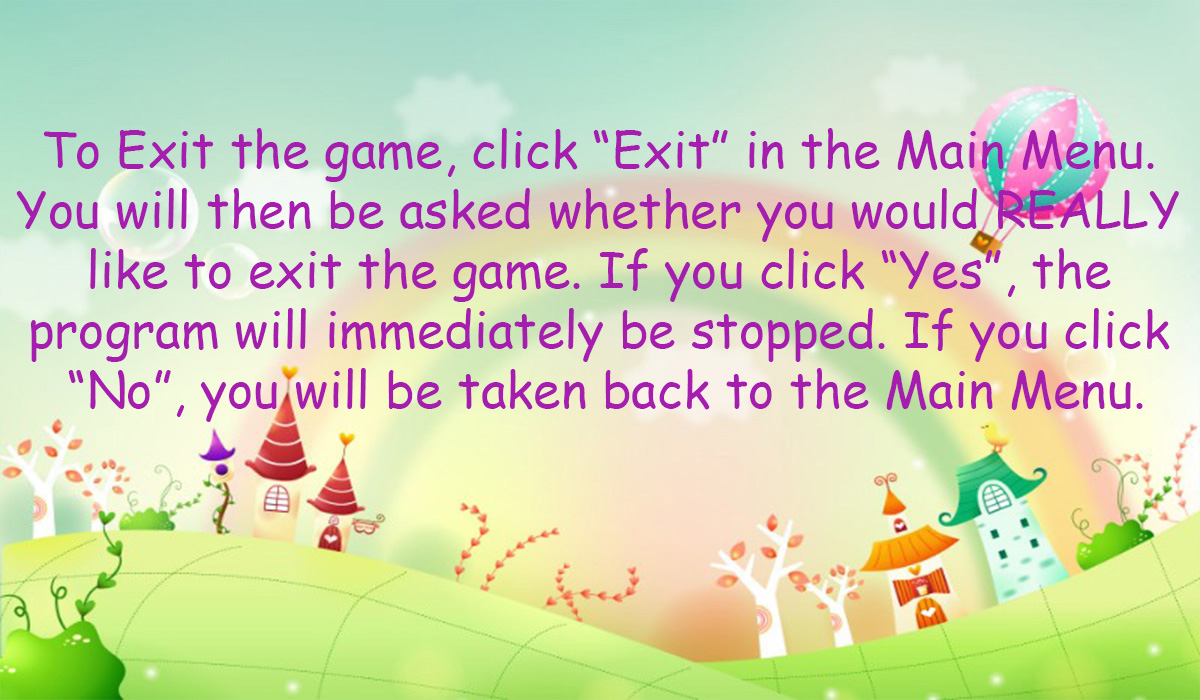 To Exit the game, click “Exit” in the Main Menu.
You will then be asked whether you would REALLY
like to exit the game. If you click “Yes”, the
program will immediately be stopped. If you click
“No”, you will be taken back to the Main Menu.